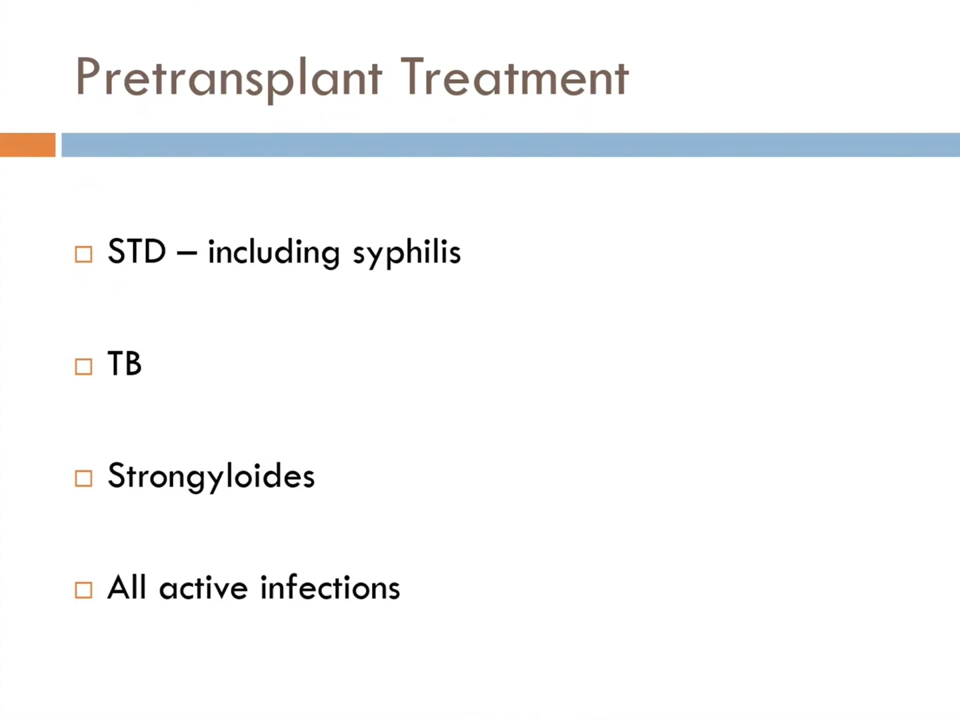 Pretransplant Treatment
STD – including syphilis
TB
Strongyloides
All active infections